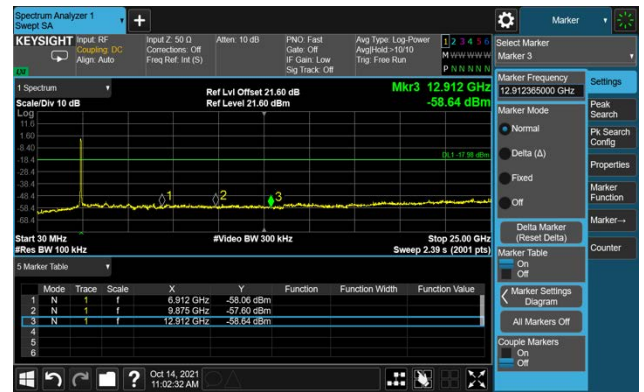 Spectrum Analyzer 1
Swept SA
Marker
KEYSIGHT
Input: RF
Coupling: DC
Align: Auto
Input Z: 50 Ω
Corrections: Off
Freq Ref: Int (S)
Atten: 10 dB
PNO: Fast
Gate: Off
IF Gain: Low
Sig Track: Off
Avg Type: Log-Power
Avg|Hold:>10/10
Trig: Free Run
1 2 3 4 5 6
M W W W W W
P N N N N N
LXI
Select Marker
Marker 3
1 Spectrum
Scale/Div 10 dB
Ref Lvl Offset 21.60 dB
Ref Level 21.60 dBm
Mkr3 12.912 GHz
-58.64 dBm
Log
11.6
1.60
-8.40
-18.4
-28.4
-38.4
-48.4
-58.4
-68.4
DL1 -17.98 dBm
1
2
3
Start 30 MHz
#Res BW 100 kHz
#Video BW 300 kHz
Stop 25.00 GHz
Sweep 2.39 s (2001 pts)
5 Marker Table
Mode Trace Scale X Y Function Function Width Function Value
1 N 1 f 6.912 GHz -58.06 dBm
2 N 1 f 9.875 GHz -57.60 dBm
3 N 1 f 12.912 GHz -58.64 dBm
4
5
6
Marker Frequency
12.912365000 GHz
Marker Mode
Normal
Delta (Δ)
Fixed
Off
Delta Marker
(Reset Delta)
Marker Table
On
Off
Marker Settings
Diagram
All Markers Off
Couple Markers
On
Off
Settings
Peak
Search
Pk Search
Config
Properties
Marker
Function
Marker→
Counter
?
Oct 14, 2021
11:02:32 AM